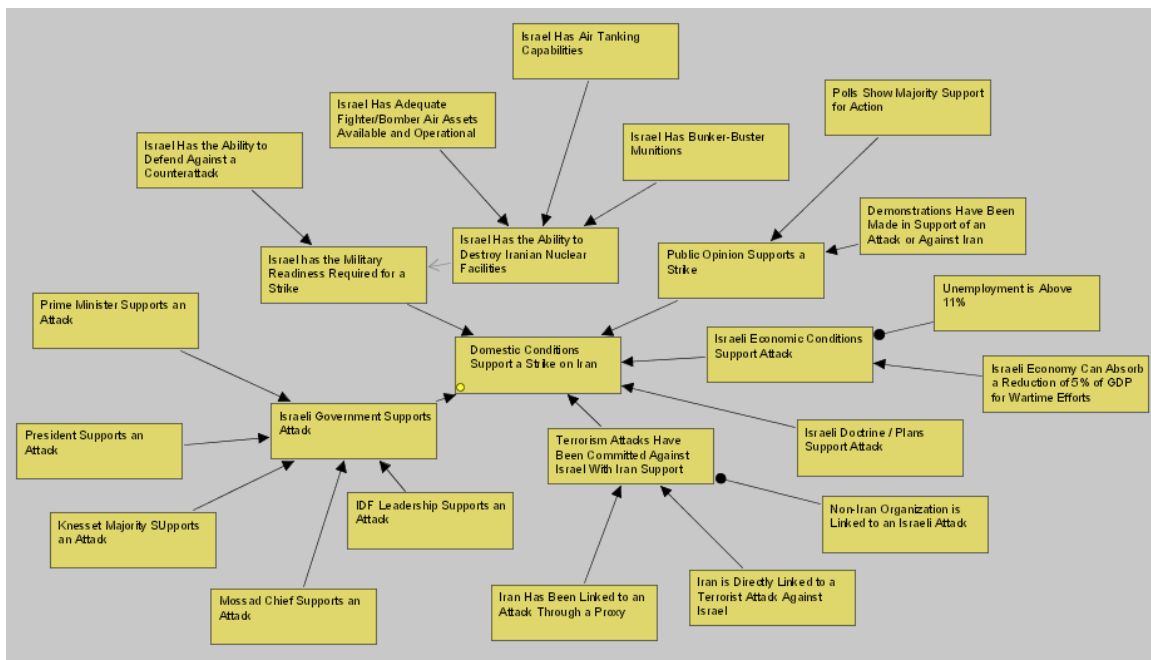 Israel Has Air Tanking
Capabilities
Israel Has Adequate
Fighter/Bomber Air Assets
Available and Operational
Polls Show Majority Support
for Action
Israel Has the Ability to
Defend Against a
Counterattack
Israel Has Bunker-Buster
Munitions
Demonstrations Have Been
Made in Support of an
Attack or Against Iran
Israel has the Military
Readiness Required for a
Strike
Israel Has the Ability to
Destroy Iranian Nuclear
Facilities
Public Opinion Supports a
Strike
Prime Minister Supports an
Attack
Unemployment is Above
11%
Domestic Conditions
Support a Strike on Iran
Israeli Economic Conditions
Support Attack
Israeli Economy Can Absorb
a Reduction of 5% of GDP
for Wartime Efforts
Israeli Government Supports
Attack
President Supports an
Attack
Terrorism Attacks Have
Been Committed Against
Israel With Iran Support
Israeli Doctrine / Plans
Support Attack
Knesset Majority SUpports
an Attack
IDF Leadership Supports an
Attack
Non-Iran Organization is
Linked to an Israeli Attack
Mossad Chief Supports an
Attack
Iran Has Been Linked to an
Attack Through a Proxy
Iran is Directly Linked to a
Terrorist Attack Against
Israel